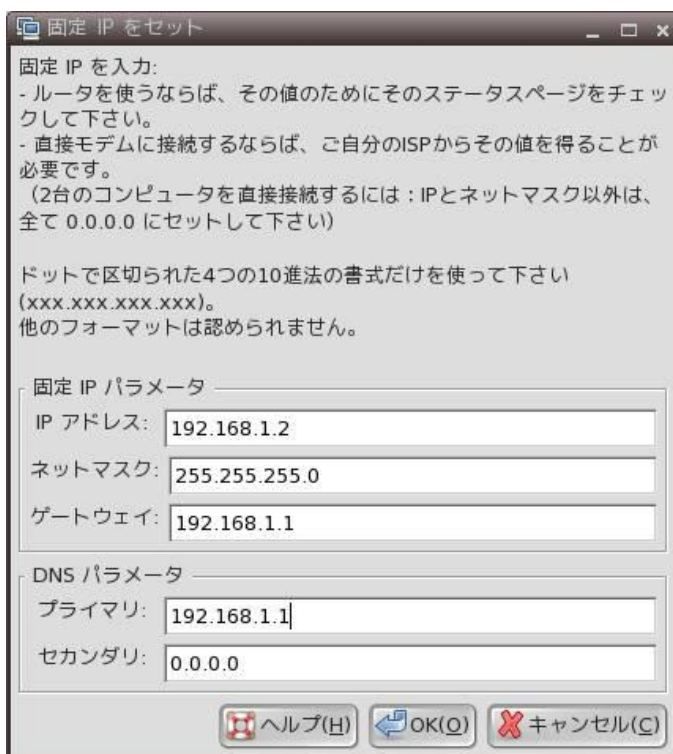 固定 IP をセット
固定 IP を入力:
- ルータを使うならば、その値のためにそのステータスページをチェッ
クして下さい。
- 直接モデムに接続するならば、ご自分のISPからその値を得ることが
必要です。
（2台のコンピュータを直接接続するには：IPとネットマスク以外は、
全て 0.0.0.0 にセットして下さい）
ドットで区切られた4つの10進法の書式だけを使って下さい
(xxx.xxx.xxx.xxx)。
他のフォーマットは認められません。
固定 IP パラメータ
IP アドレス: 192.168.1.2
ネットマスク: 255.255.255.0
ゲートウェイ: 192.168.1.1
DNS パラメータ
プライマリ: 192.168.1.1
セカンダリ: 0.0.0.0
ヘルプ(H) OK(O) キャンセル(C)